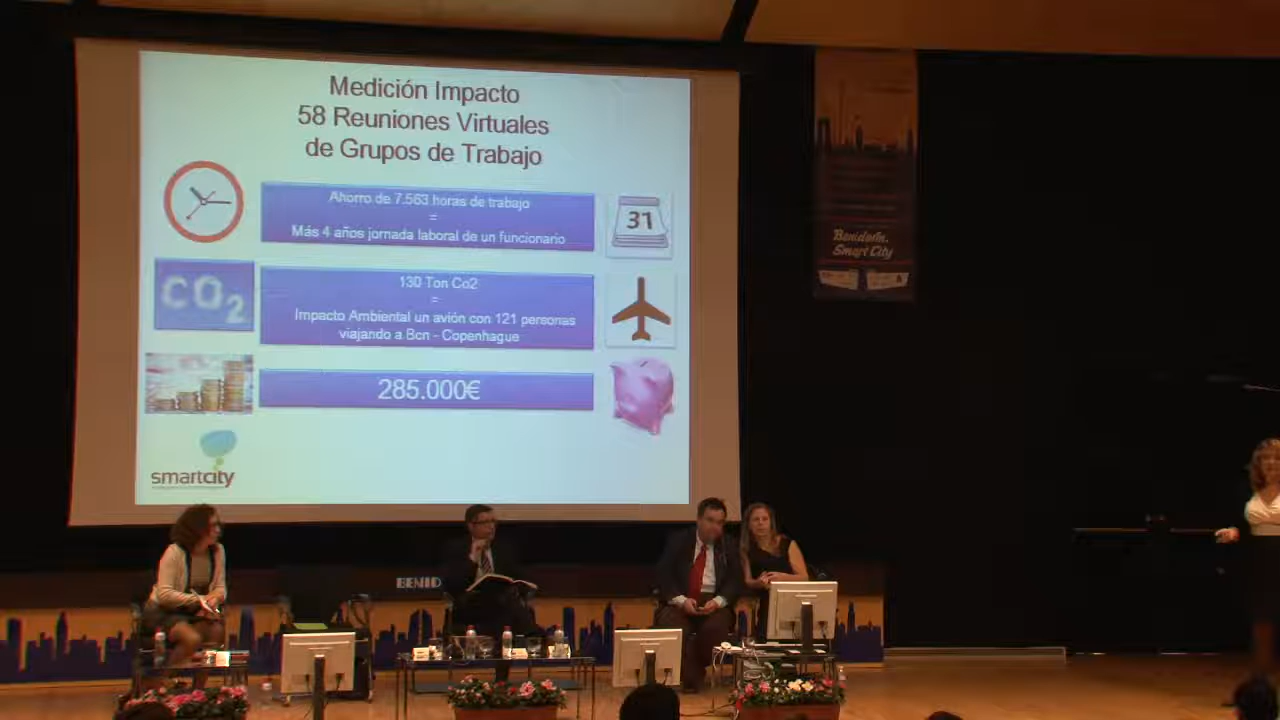 Medición Impacto
58 Reuniones Virtuales
de Grupos de Trabajo
Ahorro de 7.563 horas de trabajo
=
Más 4 años jornada laboral de un funcionario
31
CO2
130 Ton Co2
=
Impacto Ambiental un avión con 121 personas
viajando a Bcn - Copenhague
285.000€
smartcity
Benidorm,
Smart City
BENID